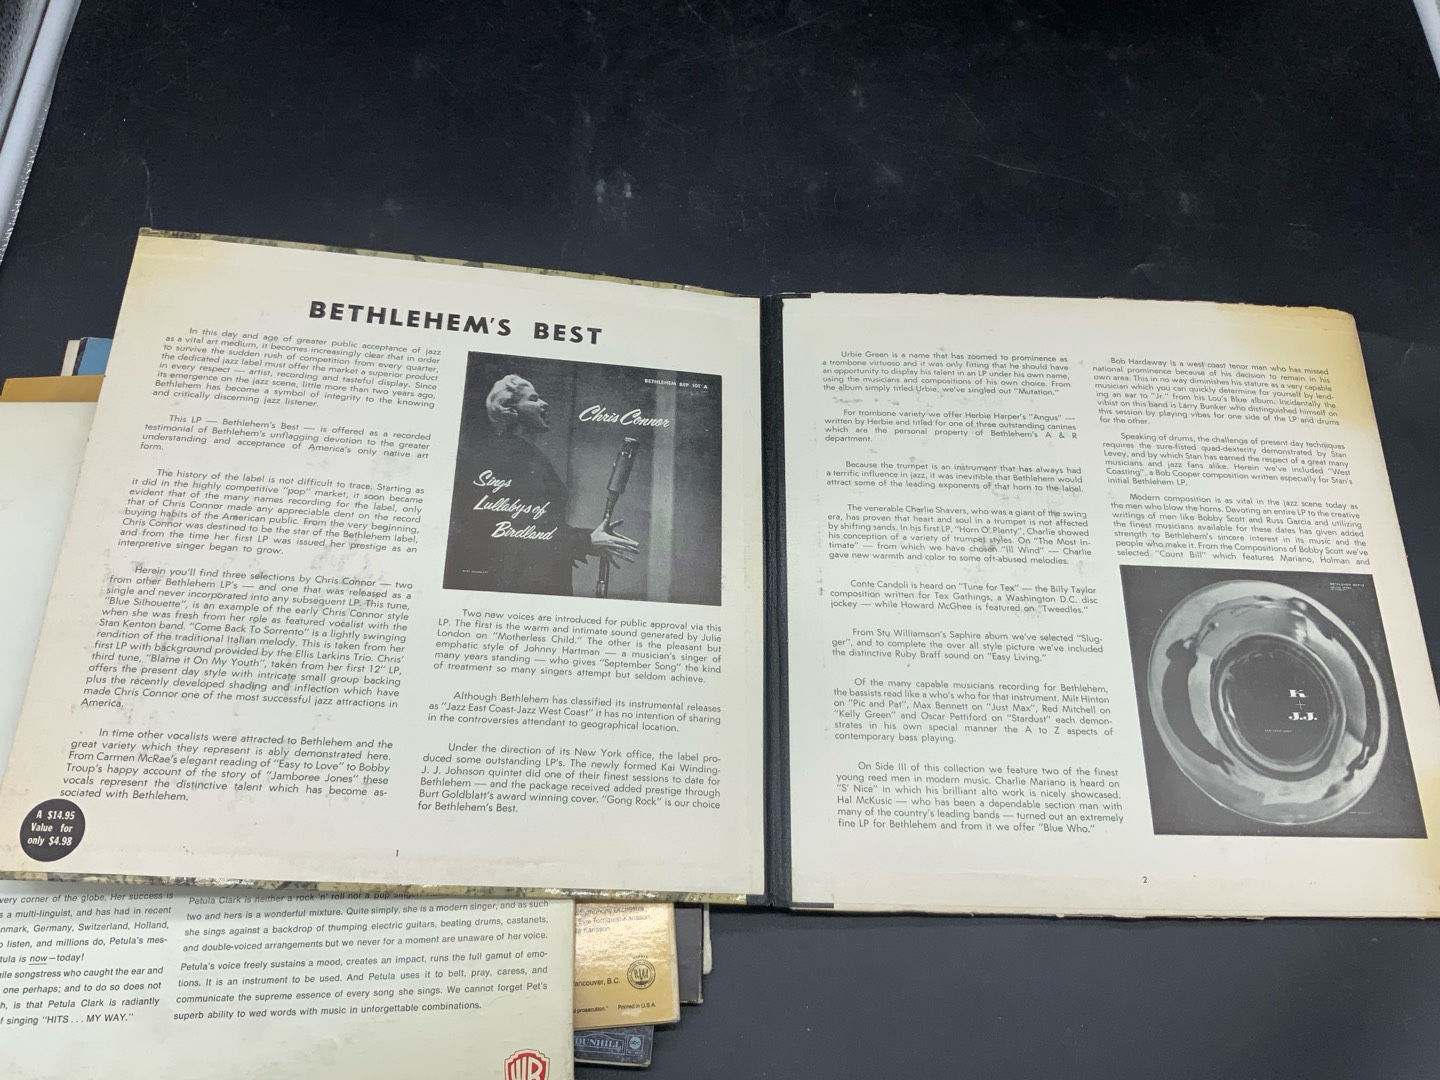 BETHLEHEM'S BEST
In this day and age of greater public acceptance of jazz
as a vital art medium, it becomes increasingly clear that in order
to survive the sudden rush of competition from every quarter,
the dedicated jazz label must offer the market a superior product
in every respect — artist, recording and tasteful display. Since
its emergence on the jazz scene, little more than two years ago,
Bethlehem has become a symbol of integrity to the knowing
and critically discerning jazz listener.
This LP — Bethlehem's Best — is offered as a recorded
testimonial of Bethlehem's unflagging devotion to the greater
understanding and acceptance of America's only native art
form.
The history of the label is not difficult to trace. Starting as
it did in the highly competitive "pop" market, it soon became
evident that of the many names recording for the label, only
that of Chris Connor made any appreciable dent on the record
buying habits of the American public. From the very beginning,
Chris Connor was destined to be the star of the Bethlehem label,
and from the time her first LP was issued her prestige as an
interpretive singer began to grow.
Herein you'll find three selections by Chris Connor — two
from other Bethlehem LP's — and one that was released as a
single and never incorporated into any subsequent LP. This tune,
"Blue Silhouette", is an example of the early Chris Connor style
when she was fresh from her role as featured vocalist with the
Stan Kenton band. "Come Back To Sorrento" is a lightly swinging
rendition of the traditional Italian melody. This is taken from her
first LP with background provided by the Ellis Larkins Trio. Chris'
third tune, "Blame it On My Youth", taken from her first 12" LP,
offers the present day style with intricate small group backing
plus the recently developed shading and inflection which have
made Chris Connor one of the most successful jazz attractions in
America.
In time other vocalists were attracted to Bethlehem and the
great variety which they represent is ably demonstrated here.
From Carmen McRae's elegant reading of "Easy to Love" to Bobby
Troup's happy account of the story of "Jamboree Jones" these
vocals represent the distinctive talent which has become as-
sociated with Bethlehem.
A $14.95
Value for
only $4.98
BETHLEHEM BEP 101 A
Chris Connor
Sings
Lullabys of
Birdland
Two new voices are introduced for public approval via this
LP. The first is the warm and intimate sound generated by Julie
London on "Motherless Child." The other is the pleasant but
emphatic style of Johnny Hartman — a musician's singer of
many years standing — who gives "September Song" the kind
of treatment so many singers attempt but seldom achieve.
Although Bethlehem has classified its instrumental releases
as "Jazz East Coast-Jazz West Coast" it has no intention of sharing
in the controversies attendant to geographical location.
Under the direction of its New York office, the label pro-
duced some outstanding LP's. The newly formed Kai Winding-
J. J. Johnson quintet did one of their finest sessions to date for
Bethlehem — and the package received added prestige through
Burt Goldblatt's award winning cover. "Gong Rock" is our choice
for Bethlehem's Best.
1
Urbie Green is a name that has zoomed to prominence as
a trombone virtuoso and it was only fitting that he should have
an opportunity to display his talent in an LP under his own name,
using the musicians and compositions of his own choice. From
the album simply titled Urbie, we've singled out "Mutation."
For trombone variety we offer Herbie Harper's "Angus" —
written by Herbie and titled for one of three outstanding canines
which are the personal property of Bethlehem's A & R
department.
Because the trumpet is an instrument that has always had
a terrific influence in jazz, it was inevitable that Bethlehem would
attract some of the leading exponents of that horn to the label.
The venerable Charlie Shavers, who was a giant of the swing
era, has proven that heart and soul in a trumpet is not affected
by shifting sands. In his first LP, "Horn O'Plenty", Charlie showed
his conception of a variety of trumpet styles. On "The Most In-
timate" — from which we have chosen "Ill Wind" — Charlie
gave new warmth and color to some oft-abused melodies.
Conte Candoli is heard on "Tune for Tex" — the Billy Taylor
composition written for Tex Gathings, a Washington D.C. disc
jockey — while Howard McGhee is featured on "Tweedles."
From Stu Williamson's Saphire abum we've selected "Slug-
ger", and to complete the over all style picture we've included
the distinctive Ruby Braff sound on "Easy Living."
Of the many capable musicians recording for Bethlehem,
the bassists read like a who's who for that instrument. Milt Hinton
on "Pic and Pat", Max Bennett on "Just Max", Red Mitchell on
"Kelly Green" and Oscar Pettiford on "Stardust" each demon-
strates in his own special manner the A to Z aspects of
contemporary bass playing.
On Side III of this collection we feature two of the finest
young reed men in modern music. Charlie Mariano is heard on
"S' Nice" in which his brilliant alto work is nicely showcased.
Hal McKusic — who has been a dependable section man with
many of the country's leading bands — turned out an extremely
fine LP for Bethlehem and from it we offer "Blue Who."
Bob Hardaway is a west coast tenor man who has missed
national prominence because of his decision to remain in his
own area. This in no way diminishes his stature as a very capable
musician which you can quickly determine for yourself by lend-
ing an ear to "Jr." from his Lou's Blue album. Incidentally the
vibist on this band is Larry Bunker who distinguished himself on
this session by playing vibes for one side of the LP and drums
for the other.
Speaking of drums, the challenge of present day techniques
requires the sure-fisted quad-dexterity demonstrated by Stan
Levey, and by which Stan has earned the respect of a great many
musicians and jazz fans alike. Herein we've included "West
Coasting", a Bob Cooper composition written especially for Stan's
initial Bethlehem LP.
Modern composition is as vital in the jazz scene today as
the men who blow the horns. Devoting an entire LP to the creative
writings of men like Bobby Scott and Russ Garcia and utilizing
the finest musicians available for these dates has given added
strength to Bethlehem's sincere interest in its music and the
people who make it. From the Compositions of Bobby Scott we've
selected "Count Bill" which features Mariano, Holman and
K
+
J.J.
2
very corner of the globe. Her success is
s a multi-linguist, and has had in recent
nmark, Germany, Switzerland, Holland,
o listen, and millions do, Petula's mes-
tula is now—today!
ile songstress who caught the ear and
one perhaps; and to do so does not
h, is that Petula Clark is radiantly
f singing "HITS . . . MY WAY."
Petula Clark is neither a rock 'n' roll nor a pop
two and hers is a wonderful mixture. Quite simply, she is a modern singer, and as such
she sings against a backdrop of thumping electric guitars, beating drums, castanets,
and double-voiced arrangements but we never for a moment are unaware of her voice.
Petula's voice freely sustains a mood, creates an impact, runs the full gamut of emo-
tions. It is an instrument to be used. And Petula uses it to belt, pray, caress, and
communicate the supreme essence of every song she sings. We cannot forget Pet's
superb ability to wed words with music in unforgettable combinations.
WB
Karlsson
ancouver, B.C.
prosecution."
Printed in U.S.A.
DUNHILL
abc